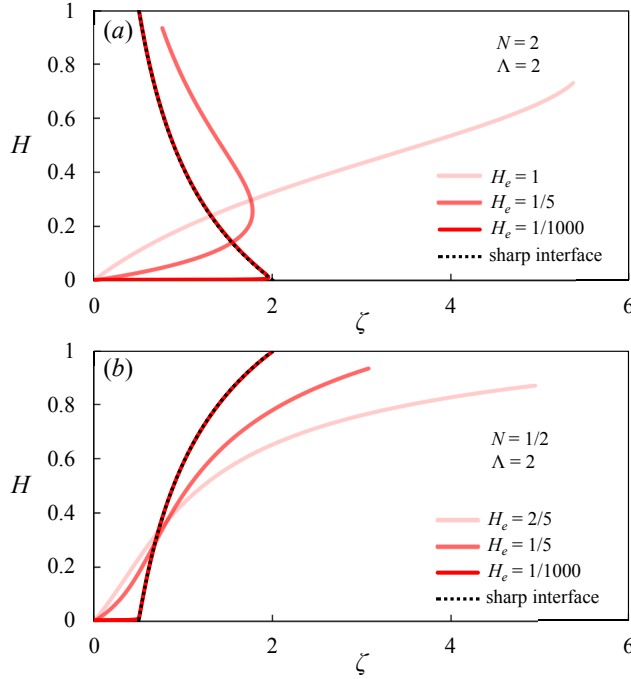 (a)
1
0.8
0.6
0.4
0.2
0
H
N = 2
Λ = 2
H_e = 1
H_e = 1/5
H_e = 1/1000
sharp interface
0 2 4 6
ζ
(b)
1
0.8
0.6
0.4
0.2
0
H
N = 1/2
Λ = 2
H_e = 2/5
H_e = 1/5
H_e = 1/1000
sharp interface
0 2 4 6
ζ